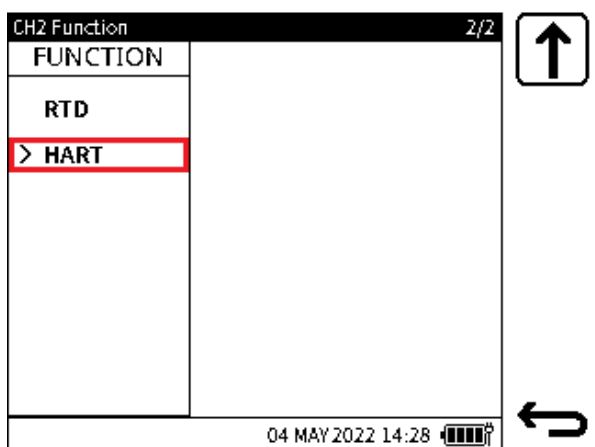 CH2 Function 2/2
FUNCTION
RTD
> HART
04 MAY 2022 14:28